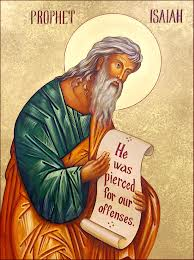 PROPHET ISAIAH
He
was
pierced
for our
offenses.